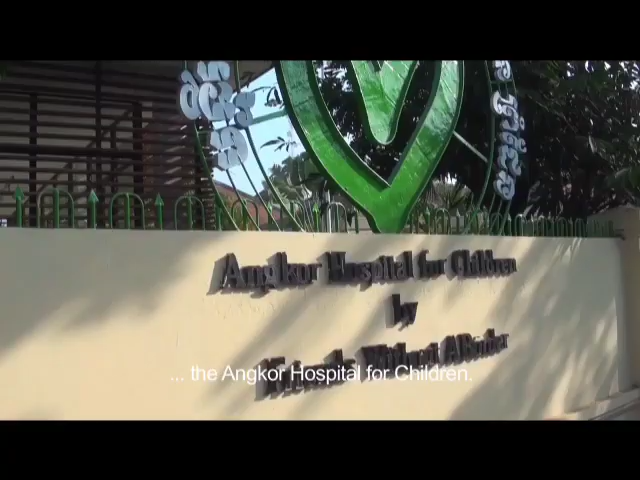 Angkor Hospital for Children
by
Friends Without A Border
... the Angkor Hospital for Children.